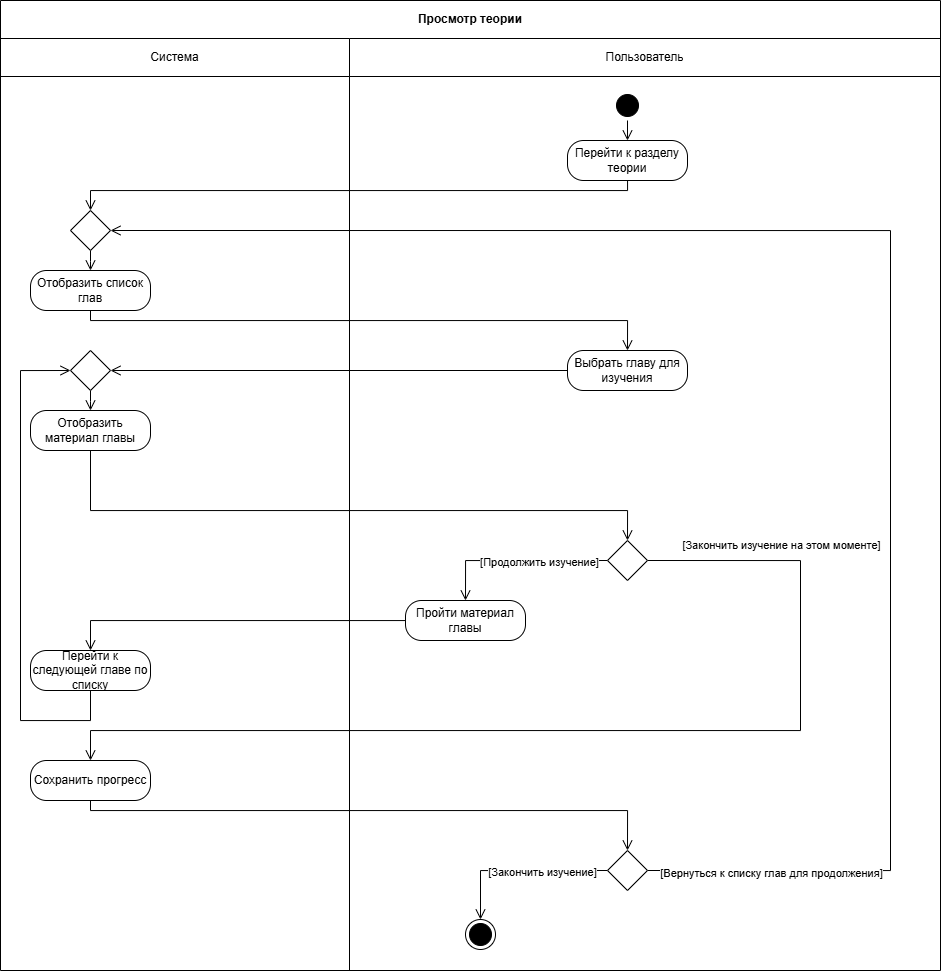 Просмотр теории
Система
Пользователь
Перейти к разделу
теории
Отобразить список
глав
Выбрать главу для
изучения
Отобразить
материал главы
[Закончить изучение на этом моменте]
[Продолжить изучение]
Пройти материал
главы
Перейти к
следующей главе по
списку
Сохранить прогресс
[Закончить изучение]
[Вернуться к списку глав для продолжения]